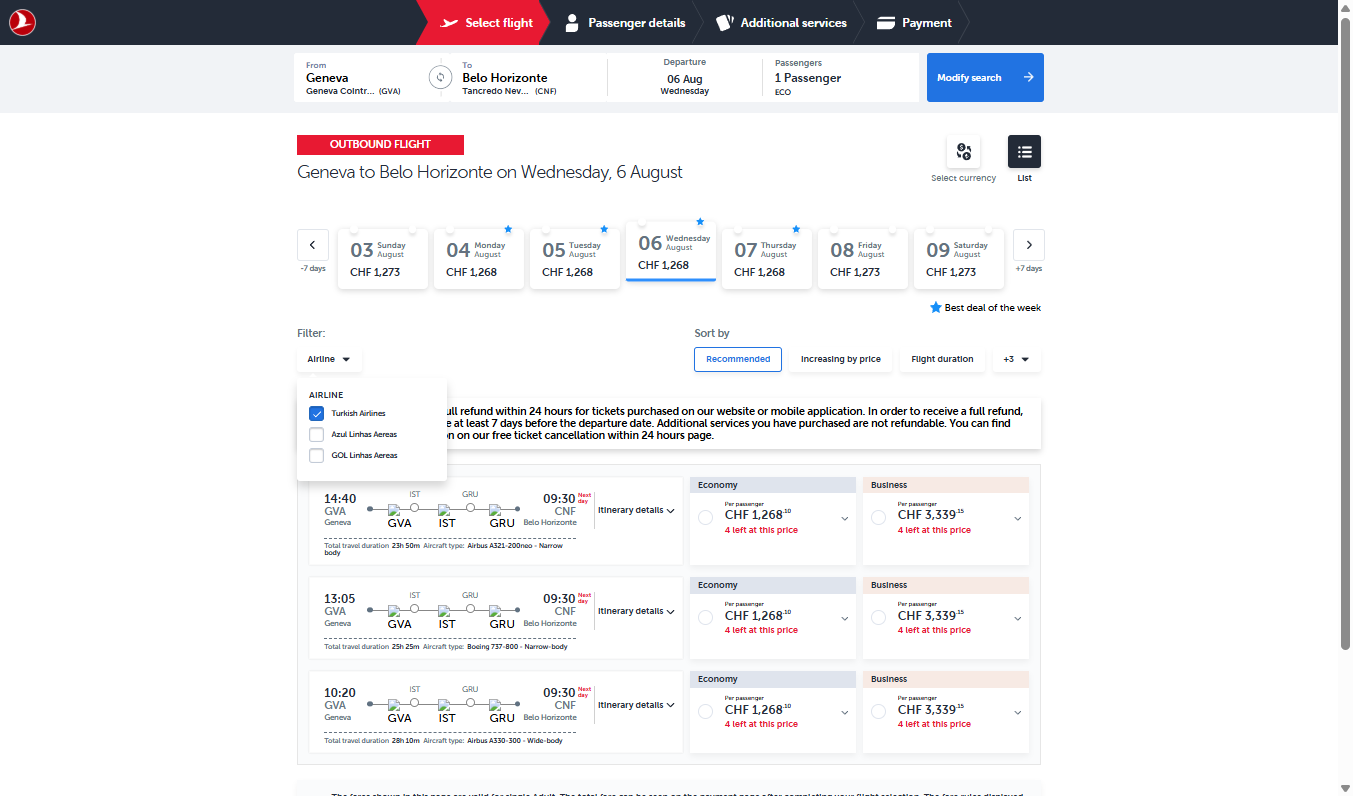 Select flight
Passenger details
Additional services
Payment
From
Geneva
Geneva Cointr... (GVA)
To
Belo Horizonte
Tancredo Nev... (CNF)
Departure
06 Aug
Wednesday
Passengers
1 Passenger
ECO
Modify search
OUTBOUND FLIGHT
Geneva to Belo Horizonte on Wednesday, 6 August
Select currency
List
-7 days
03 Sunday August
CHF 1,273
04 Monday August
CHF 1,268
05 Tuesday August
CHF 1,268
06 Wednesday August
CHF 1,268
07 Thursday August
CHF 1,268
08 Friday August
CHF 1,273
09 Saturday August
CHF 1,273
+7 days
Best deal of the week
Filter:
Airline
Sort by
Recommended
Increasing by price
Flight duration
+3
AIRLINE
Turkish Airlines
Azul Linhas Aereas
GOL Linhas Aereas
ull refund within 24 hours for tickets purchased on our website or mobile application. In order to receive a full refund,
e at least 7 days before the departure date. Additional services you have purchased are not refundable. You can find
on on our free ticket cancellation within 24 hours page.
14:40
GVA
Geneva
IST
GRU
GVA
IST
GRU
09:30 Next day
CNF
Belo Horizonte
Itinerary details
Total travel duration 23h 50m Aircraft type: Airbus A321-200neo - Narrow
body
Economy
Per passenger
CHF 1,268.10
4 left at this price
Business
Per passenger
CHF 3,339.15
4 left at this price
13:05
GVA
Geneva
IST
GRU
GVA
IST
GRU
09:30 Next day
CNF
Belo Horizonte
Itinerary details
Total travel duration 25h 25m Aircraft type: Boeing 737-800 - Narrow-body
Economy
Per passenger
CHF 1,268.10
4 left at this price
Business
Per passenger
CHF 3,339.15
4 left at this price
10:20
GVA
Geneva
IST
GRU
GVA
IST
GRU
09:30 Next day
CNF
Belo Horizonte
Itinerary details
Total travel duration 28h 10m Aircraft type: Airbus A330-300 - Wide-body
Economy
Per passenger
CHF 1,268.10
4 left at this price
Business
Per passenger
CHF 3,339.15
4 left at this price